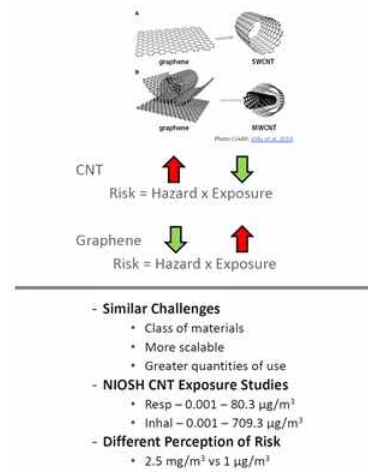 A
graphene
SWCNT
B
graphene
MWCNT
Photo Credit:
CNT
Risk = Hazard x Exposure
Graphene
Risk = Hazard x Exposure
- Similar Challenges
• Class of materials
• More scalable
• Greater quantities of use
- NIOSH CNT Exposure Studies
• Resp – 0.001 – 80.3 µg/m³
• Inhal – 0.001 – 709.3 µg/m³
- Different Perception of Risk
• 2.5 mg/m³ vs 1 µg/m³